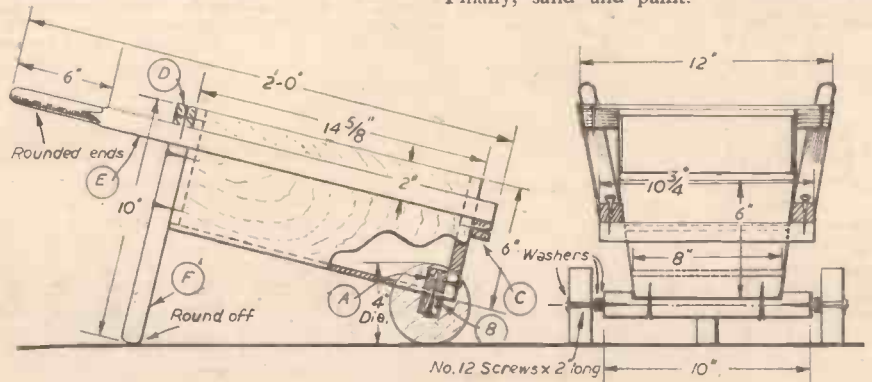 Finally, sand and paint.
2'-0"
6"
D
14 5/8"
Rounded ends
E
2"
10"
6"
F
A
4"
Dia.
B
C
Round off
12"
10 3/4"
6"
8"
Washers
No. 12 Screws x 2" long
10"